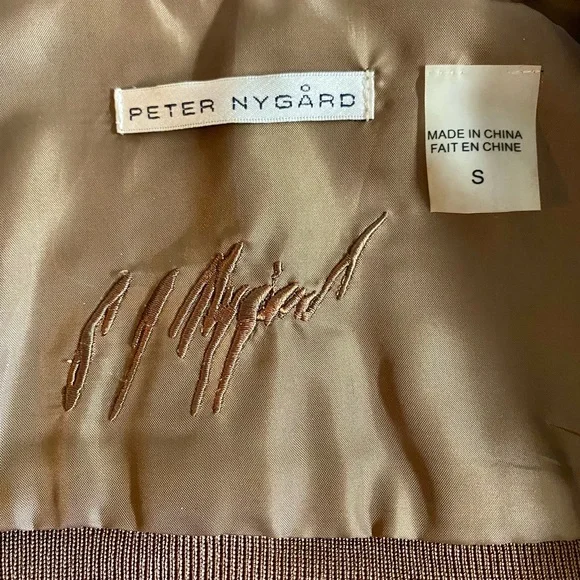 PETER NYGÅRD
MADE IN CHINA
FAIT EN CHINE
S